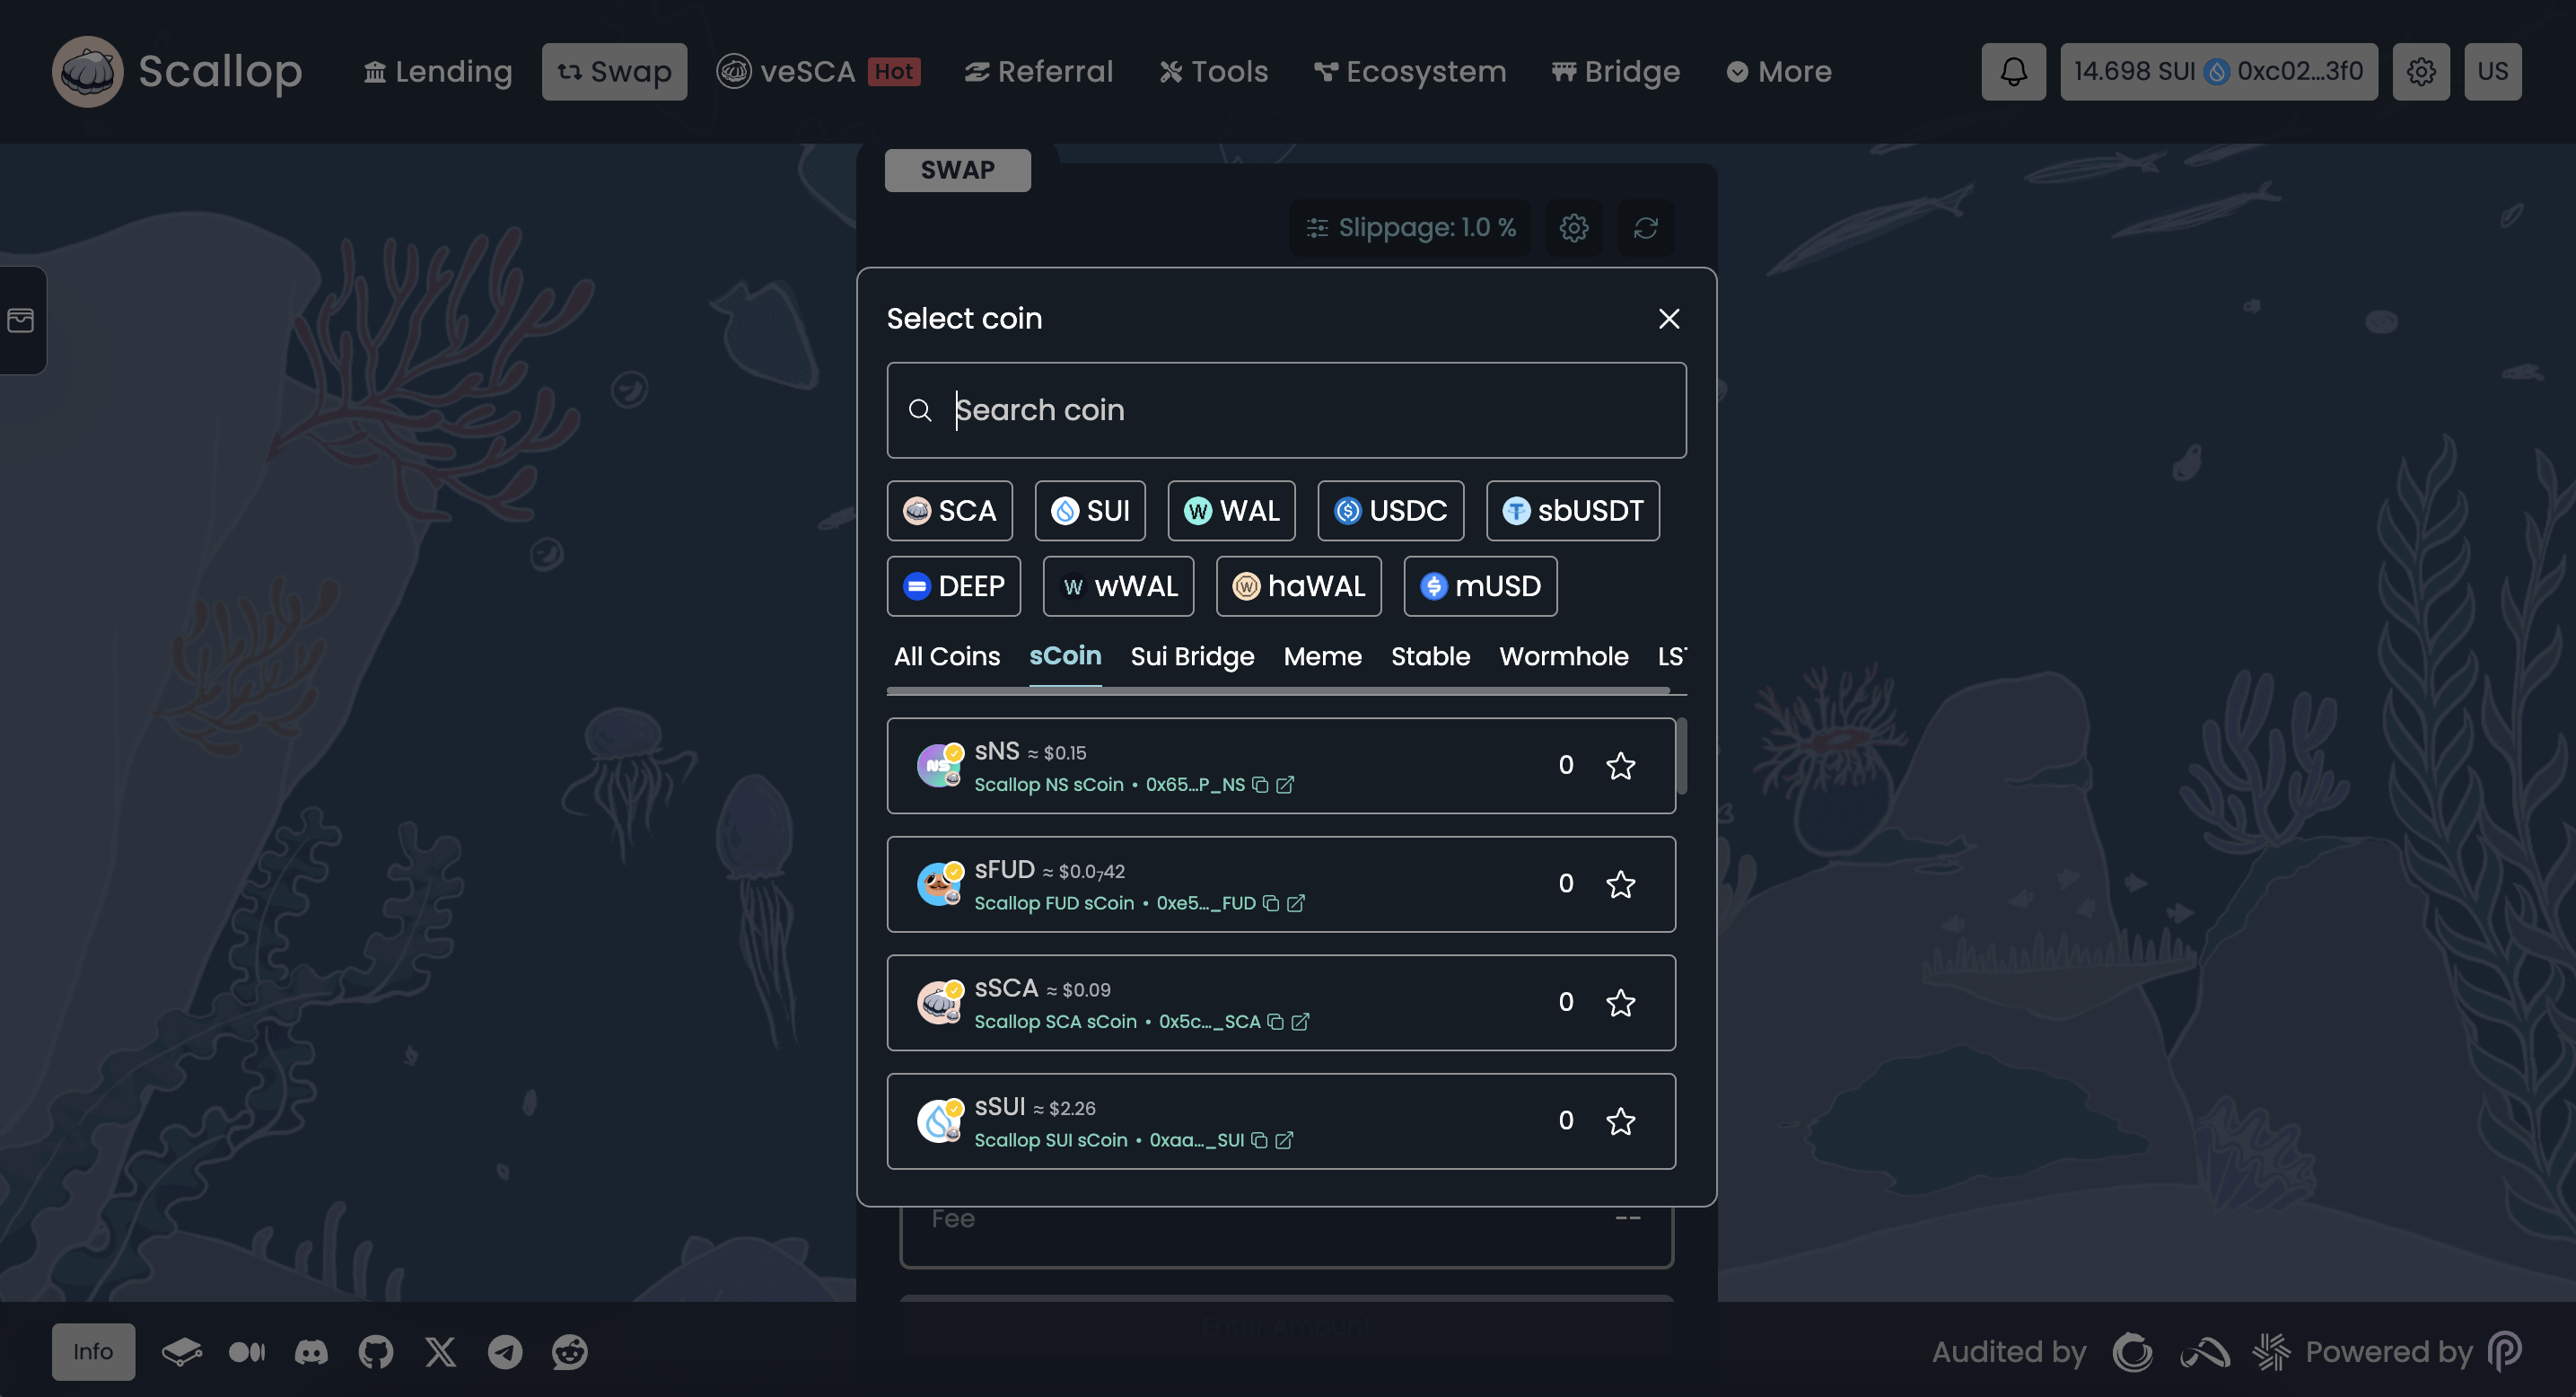 Scallop Lending Swap veSCA Hot Referral Tools Ecosystem Bridge More 14.698 SUI 0xc02...3f0 US
SWAP
Slippage: 1.0 %
Select coin
Search coin
SCA SUI WAL USDC sbUSDT
DEEP wWAL haWAL mUSD
All Coins sCoin Sui Bridge Meme Stable Wormhole LST
sNS ≈ $0.15 0
Scallop NS sCoin • 0x65...P_NS
sFUD ≈ $0.0₇42 0
Scallop FUD sCoin • 0xe5..._FUD
sSCA ≈ $0.09 0
Scallop SCA sCoin • 0x5c..._SCA
sSUI ≈ $2.26 0
Scallop SUI sCoin • 0xaa..._SUI
Fee --
Enter Amount
Info Audited by Powered by